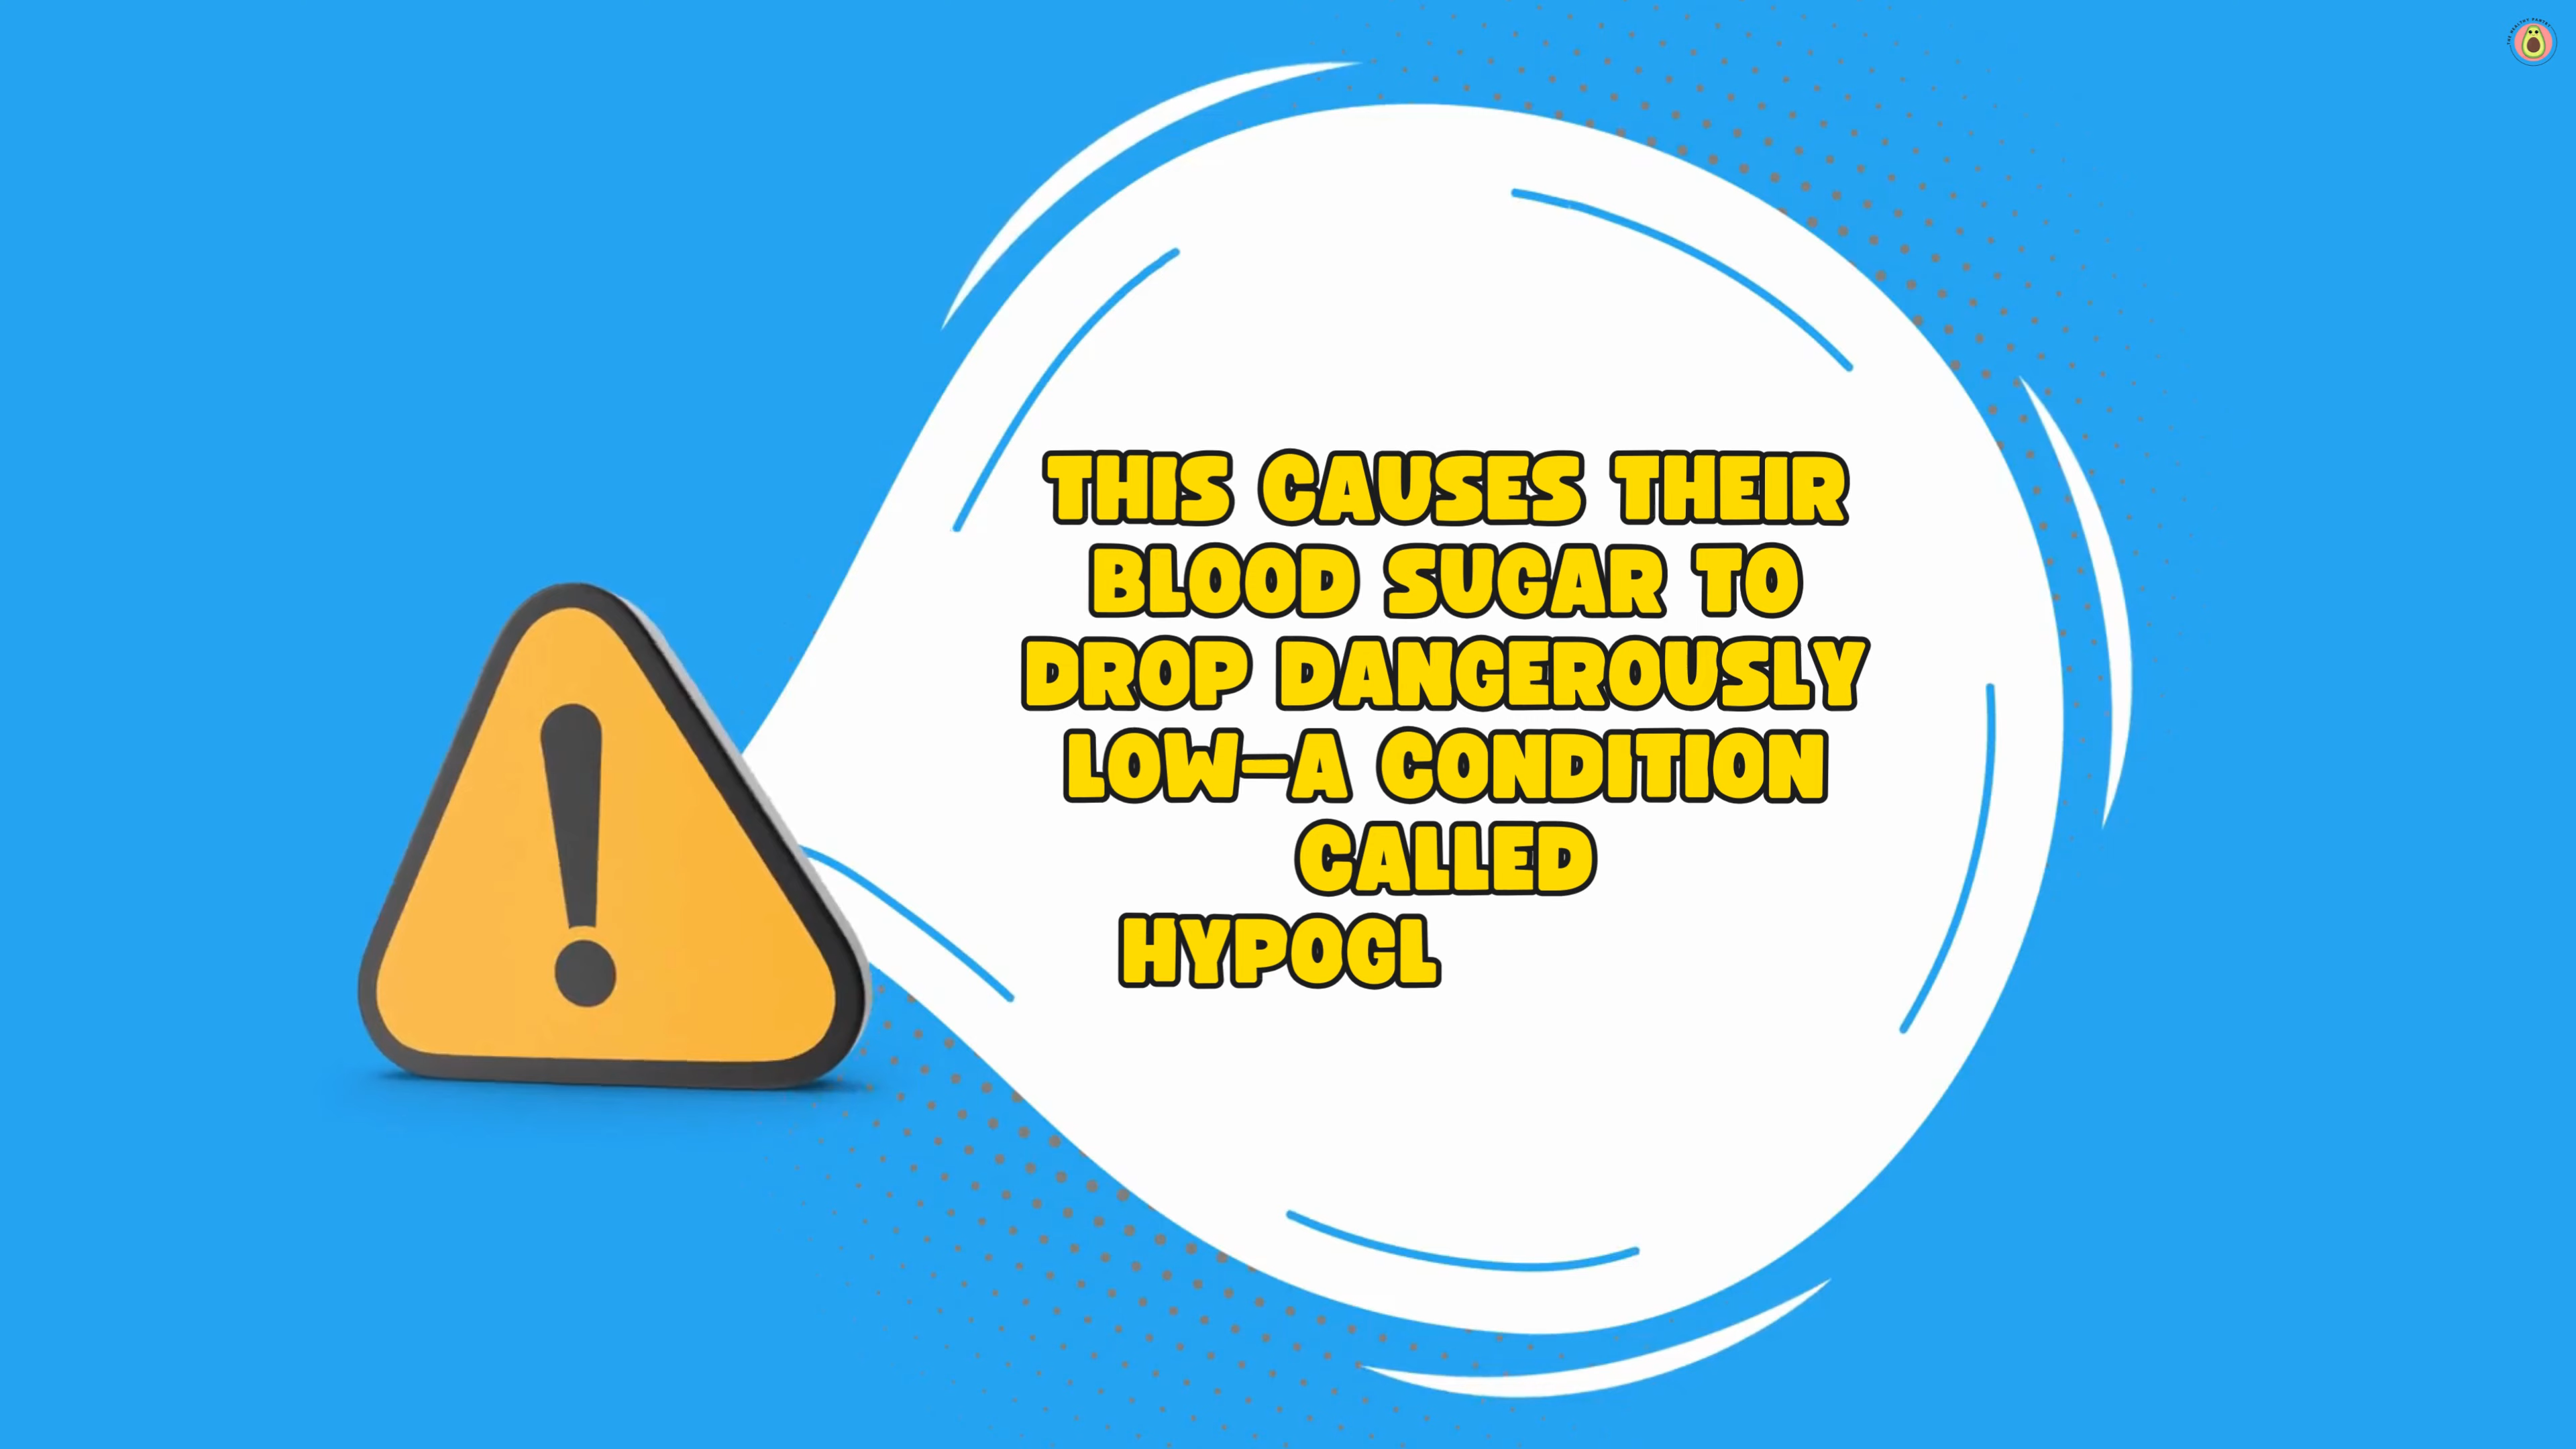 THIS CAUSES THEIR
BLOOD SUGAR TO
DROP DANGEROUSLY
LOW–A CONDITION
CALLED
HYPOGL